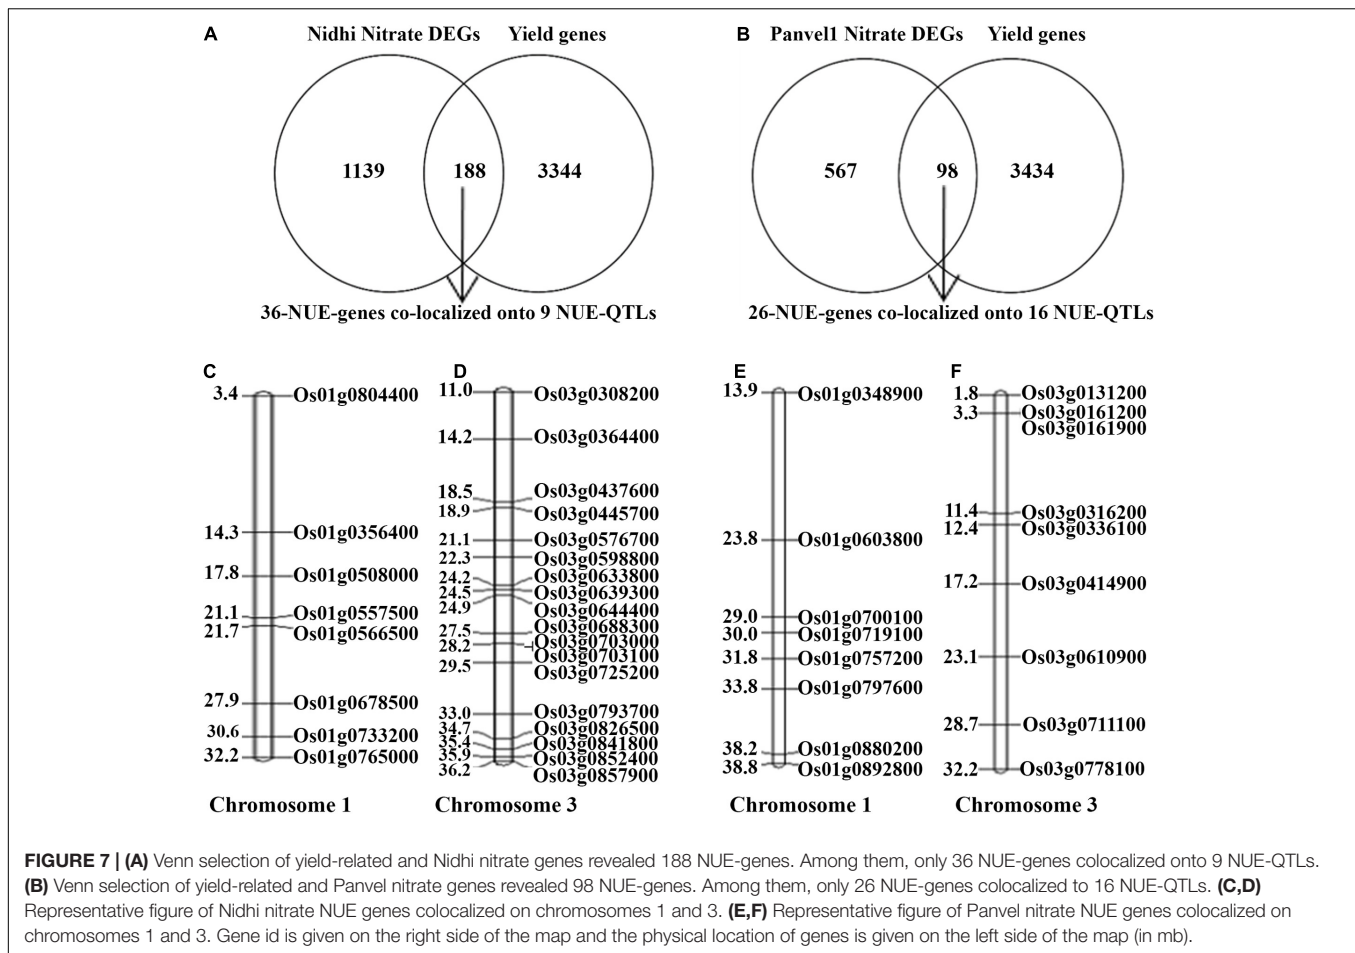 A
Nidhi Nitrate DEGs
Yield genes
1139
188
3344
36-NUE-genes co-localized onto 9 NUE-QTLs
B
Panvel1 Nitrate DEGs
Yield genes
567
98
3434
26-NUE-genes co-localized onto 16 NUE-QTLs
C
3.4 Os01g0804400
14.3 Os01g0356400
17.8 Os01g0508000
21.1 Os01g0557500
21.7 Os01g0566500
27.9 Os01g0678500
30.6 Os01g0733200
32.2 Os01g0765000
Chromosome 1
D
11.0 Os03g0308200
14.2 Os03g0364400
18.5 Os03g0437600
18.9 Os03g0445700
21.1 Os03g0576700
22.3 Os03g0598800
24.2 Os03g0633800
24.5 Os03g0639300
24.9 Os03g0644400
27.5 Os03g0688300
28.2 Os03g0703000
Os03g0703100
29.5 Os03g0725200
33.0 Os03g0793700
34.7 Os03g0826500
35.4 Os03g0841800
35.9 Os03g0852400
36.2 Os03g0857900
Chromosome 3
E
13.9 Os01g0348900
23.8 Os01g0603800
29.0 Os01g0700100
30.0 Os01g0719100
31.8 Os01g0757200
33.8 Os01g0797600
38.2 Os01g0880200
38.8 Os01g0892800
Chromosome 1
F
1.8 Os03g0131200
3.3 Os03g0161200
Os03g0161900
11.4 Os03g0316200
12.4 Os03g0336100
17.2 Os03g0414900
23.1 Os03g0610900
28.7 Os03g0711100
32.2 Os03g0778100
Chromosome 3
FIGURE 7 | (A) Venn selection of yield-related and Nidhi nitrate genes revealed 188 NUE-genes. Among them, only 36 NUE-genes colocalized onto 9 NUE-QTLs.
(B) Venn selection of yield-related and Panvel nitrate genes revealed 98 NUE-genes. Among them, only 26 NUE-genes colocalized to 16 NUE-QTLs. (C,D)
Representative figure of Nidhi nitrate NUE genes colocalized on chromosomes 1 and 3. (E,F) Representative figure of Panvel nitrate NUE genes colocalized on
chromosomes 1 and 3. Gene id is given on the right side of the map and the physical location of genes is given on the left side of the map (in mb).